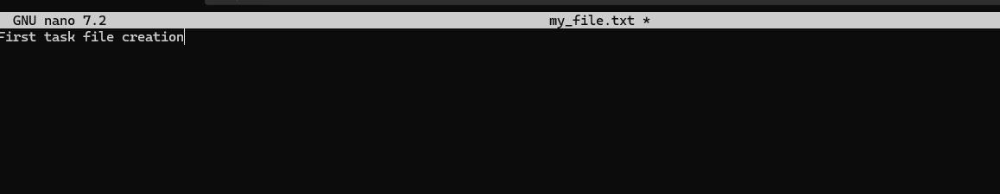 GNU nano 7.2 my_file.txt *
First task file creation